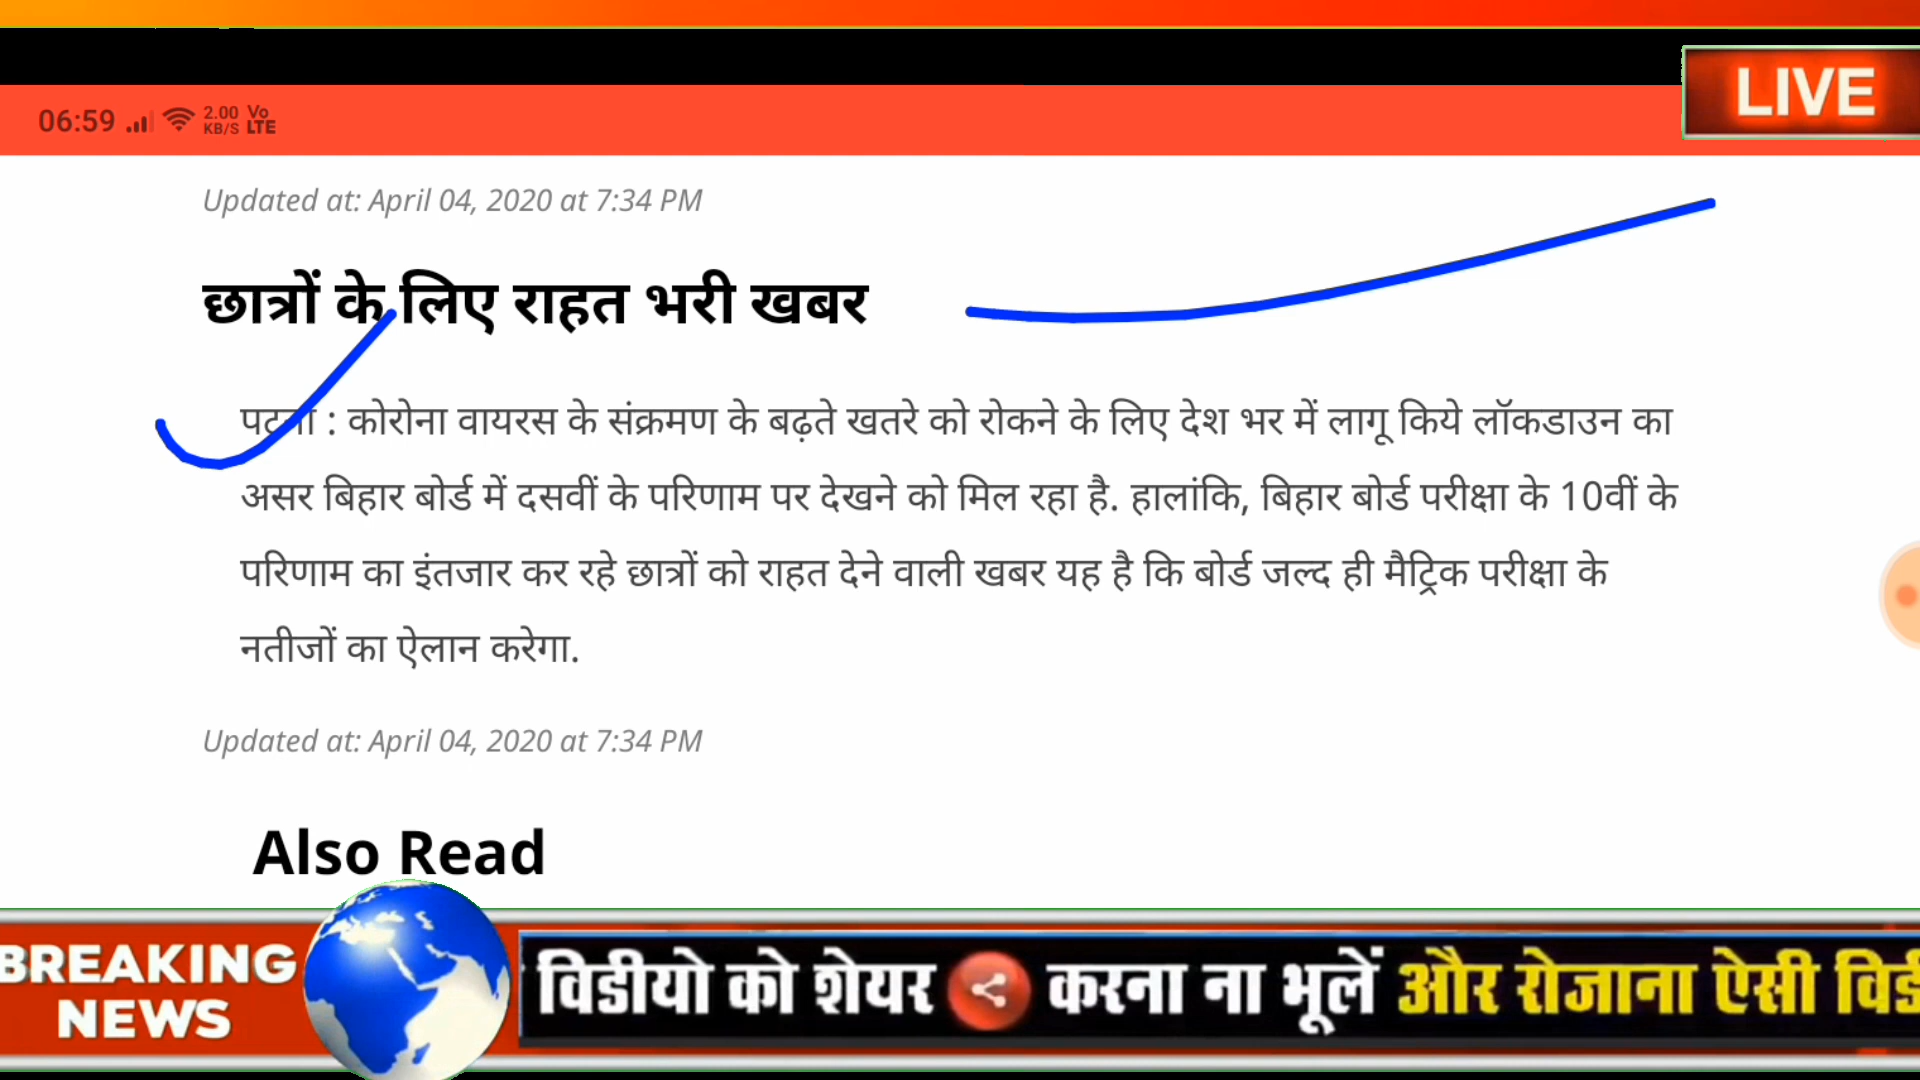 LIVE
06:59 2.00 KB/S Vo LTE
Updated at: April 04, 2020 at 7:34 PM
छात्रों के लिए राहत भरी खबर
पटना : कोरोना वायरस के संक्रमण के बढ़ते खतरे को रोकने के लिए देश भर में लागू किये लॉकडाउन का
असर बिहार बोर्ड में दसवीं के परिणाम पर देखने को मिल रहा है. हालांकि, बिहार बोर्ड परीक्षा के 10वीं के
परिणाम का इंतजार कर रहे छात्रों को राहत देने वाली खबर यह है कि बोर्ड जल्द ही मैट्रिक परीक्षा के
नतीजों का ऐलान करेगा.
Updated at: April 04, 2020 at 7:34 PM
Also Read
BREAKING
NEWS
विडीयो को शेयर करना ना भूलें और रोजाना ऐसी